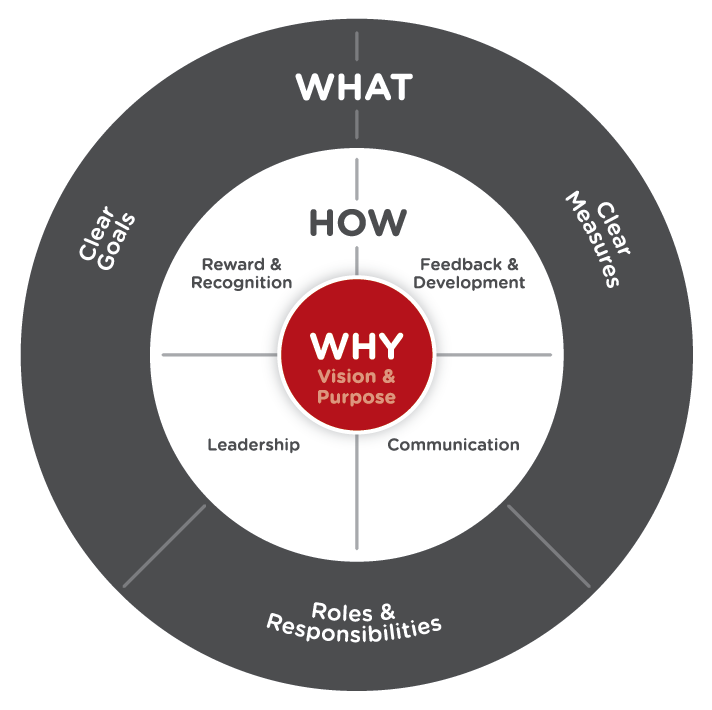 WHAT
Clear
Goals
Clear
Measures
HOW
Reward &
Recognition
Feedback &
Development
WHY
Vision &
Purpose
Leadership
Communication
Roles &
Responsibilities